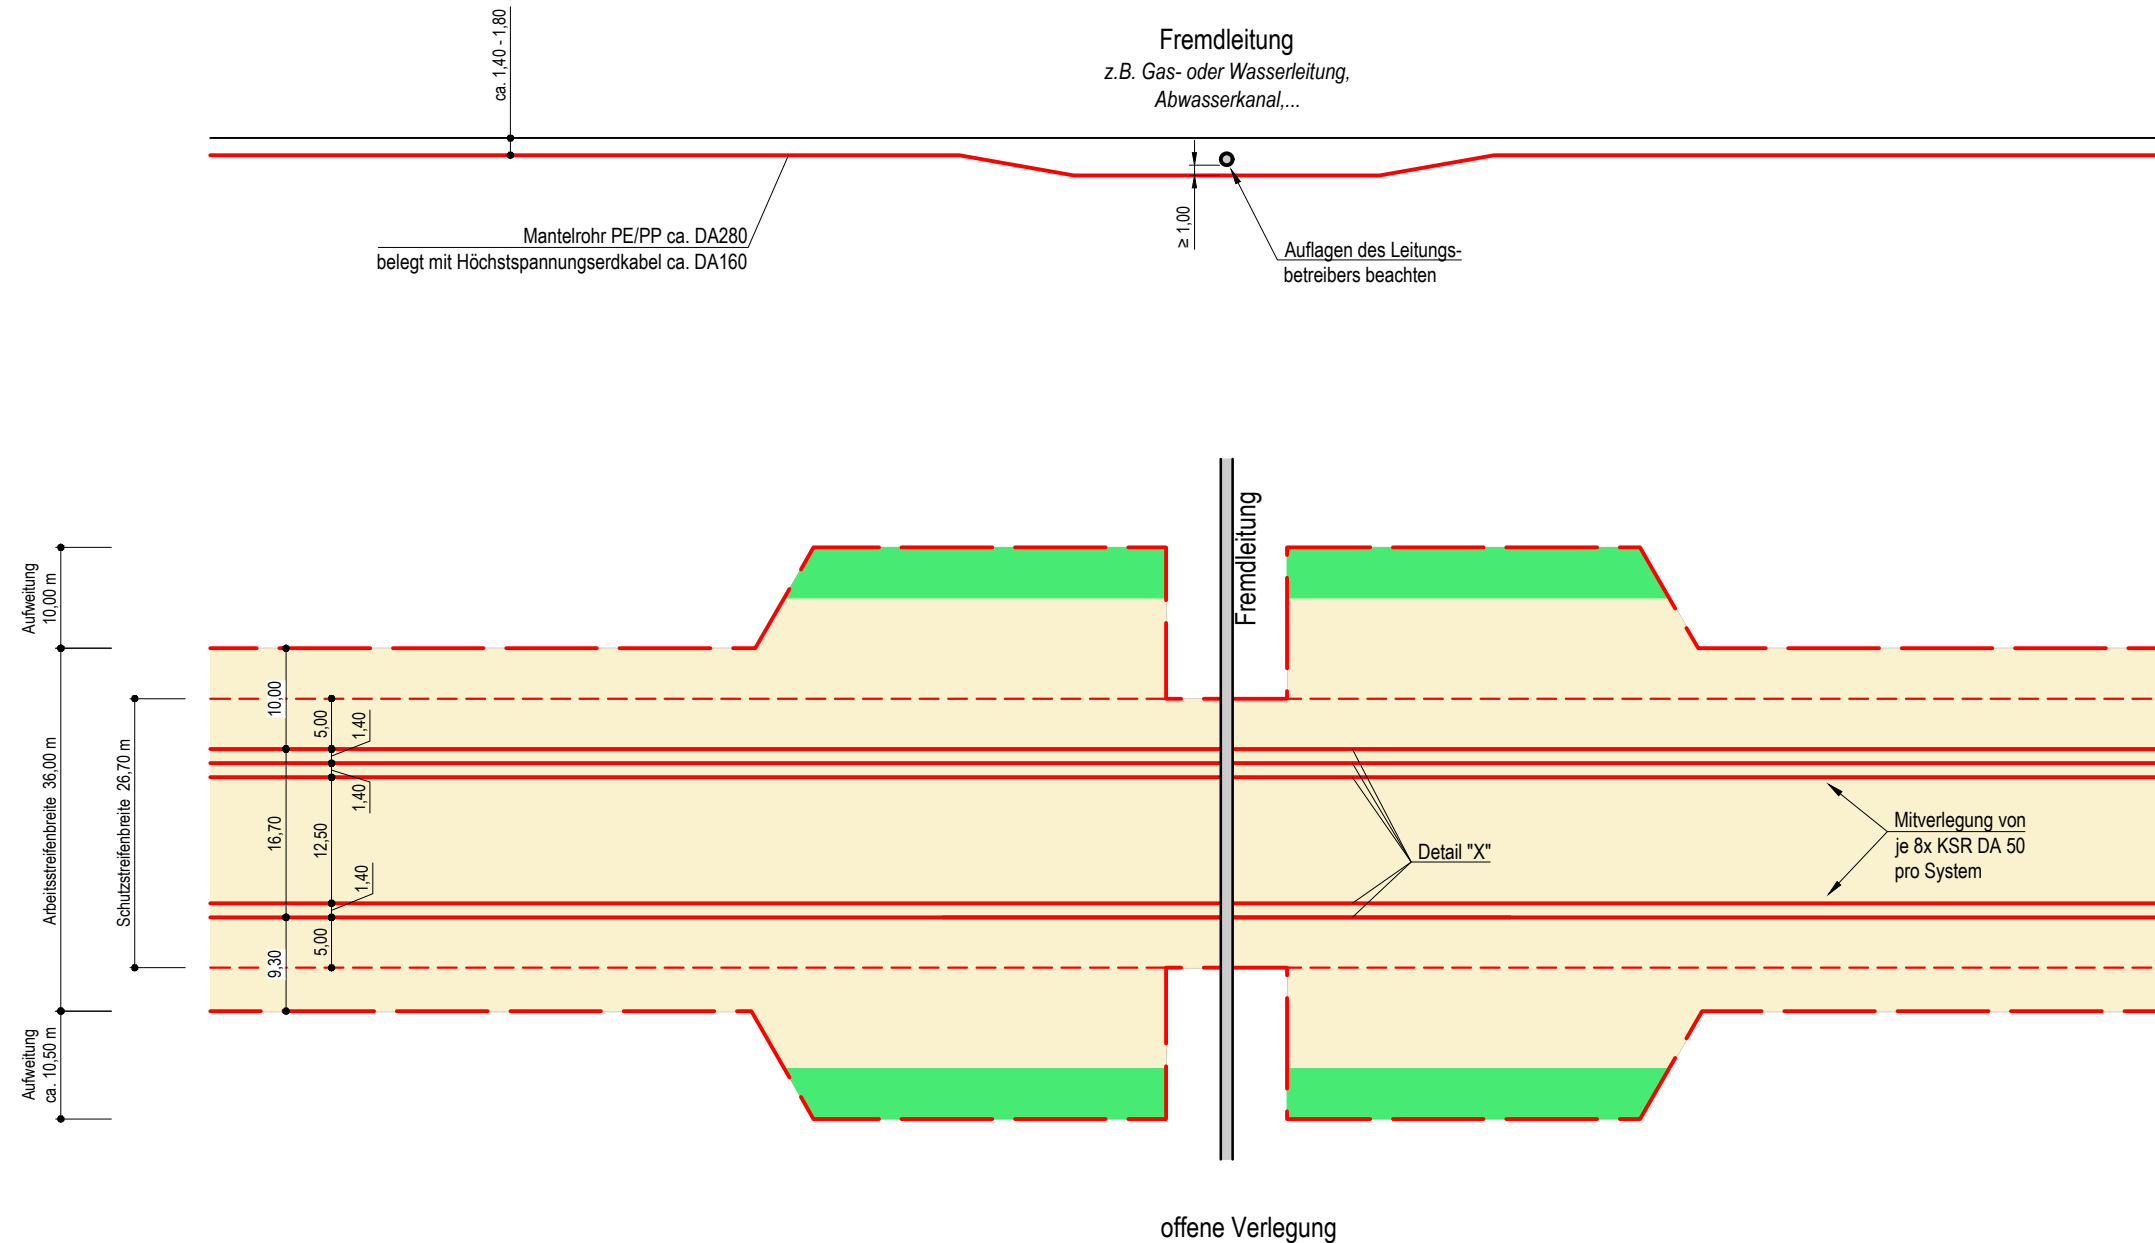 ca. 1,40 - 1,80
Fremdleitung
z.B. Gas- oder Wasserleitung,
Abwasserkanal,...
≥ 1,00
Mantelrohr PE/PP ca. DA280
belegt mit Höchstspannungserdkabel ca. DA160
Auflagen des Leitungs-
betreibers beachten
Fremdleitung
Aufweitung
10,00 m
Arbeitsstreifenbreite 36,00 m
Schutzstreifenbreite 26,70 m
Aufweitung
ca. 10,50 m
10,00
16,70
9,30
5,00
1,40
1,40
12,50
1,40
5,00
Detail "X"
Mitverlegung von
je 8x KSR DA 50
pro System
offene Verlegung